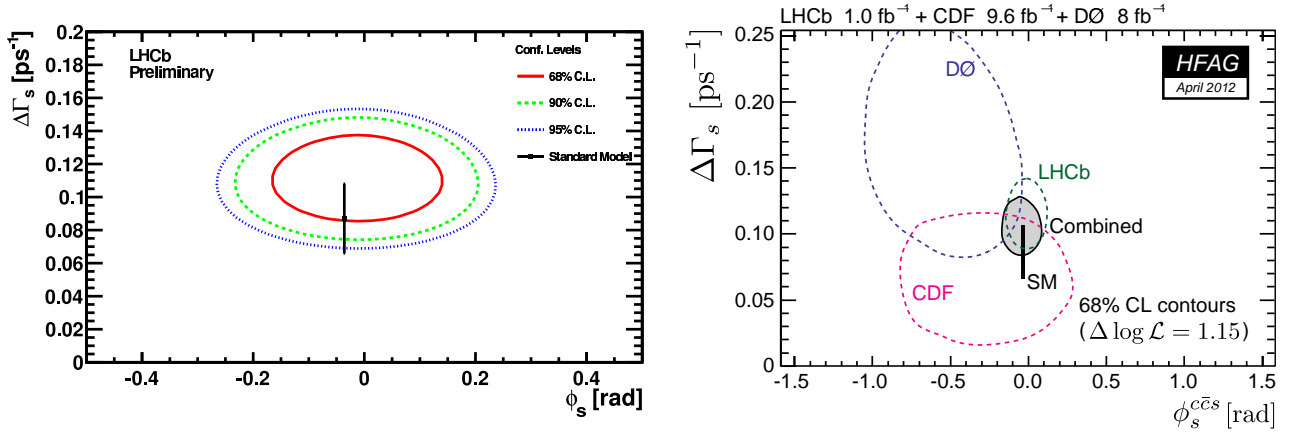 LHCb
Preliminary
Conf. Levels
68% C.L.
90% C.L.
95% C.L.
Standard Model
ΔΓs [ps-1]
0.2
0.18
0.16
0.14
0.12
0.1
0.08
0.06
0.04
0.02
0
-0.4
-0.2
0
0.2
0.4
ϕs [rad]
LHCb 1.0 fb⁻¹ + CDF 9.6 fb⁻¹ + DØ 8 fb⁻¹
HFAG
April 2012
DØ
LHCb
Combined
SM
CDF
68% CL contours
(Δ log ℒ = 1.15)
ΔΓs [ps−1]
0.25
0.20
0.15
0.10
0.05
0
-1.5
-1.0
-0.5
0.0
0.5
1.0
1.5
ϕs^cc̄s [rad]